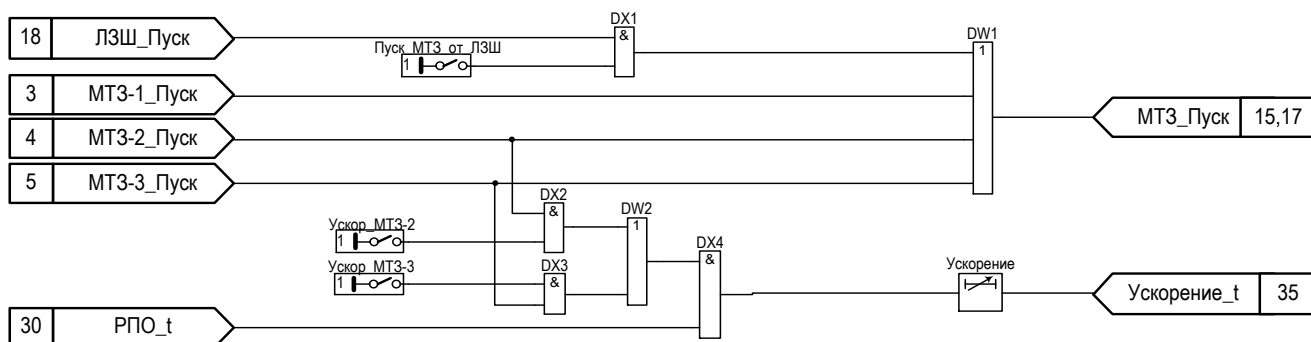 DX1
18 ЛЗШ_Пуск
&
DW1
Пуск_МТЗ_от_ЛЗШ
1
1
3 МТЗ-1_Пуск
МТЗ_Пуск 15,17
4 МТЗ-2_Пуск
5 МТЗ-3_Пуск
DX2
&
DW2
Ускор_МТЗ-2
1
1
DX4
&
Ускор_МТЗ-3
DX3
Ускорение
1
&
Ускорение_t 35
30 РПО_t